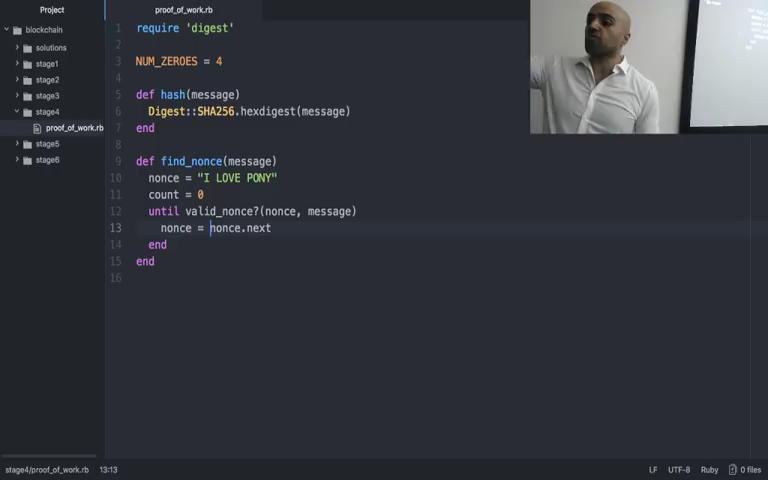 Project
proof_of_work.rb
blockchain
solutions
stage1
stage2
stage3
stage4
proof_of_work.rb
stage5
stage6
1 require 'digest'
2
3 NUM_ZEROES = 4
4
5 def hash(message)
6 Digest::SHA256.hexdigest(message)
7 end
8
9 def find_nonce(message)
10 nonce = "I LOVE PONY"
11 count = 0
12 until valid_nonce?(nonce, message)
13 nonce = nonce.next
14 end
15 end
16
stage4/proof_of_work.rb 13:13 LF UTF-8 Ruby 0 files